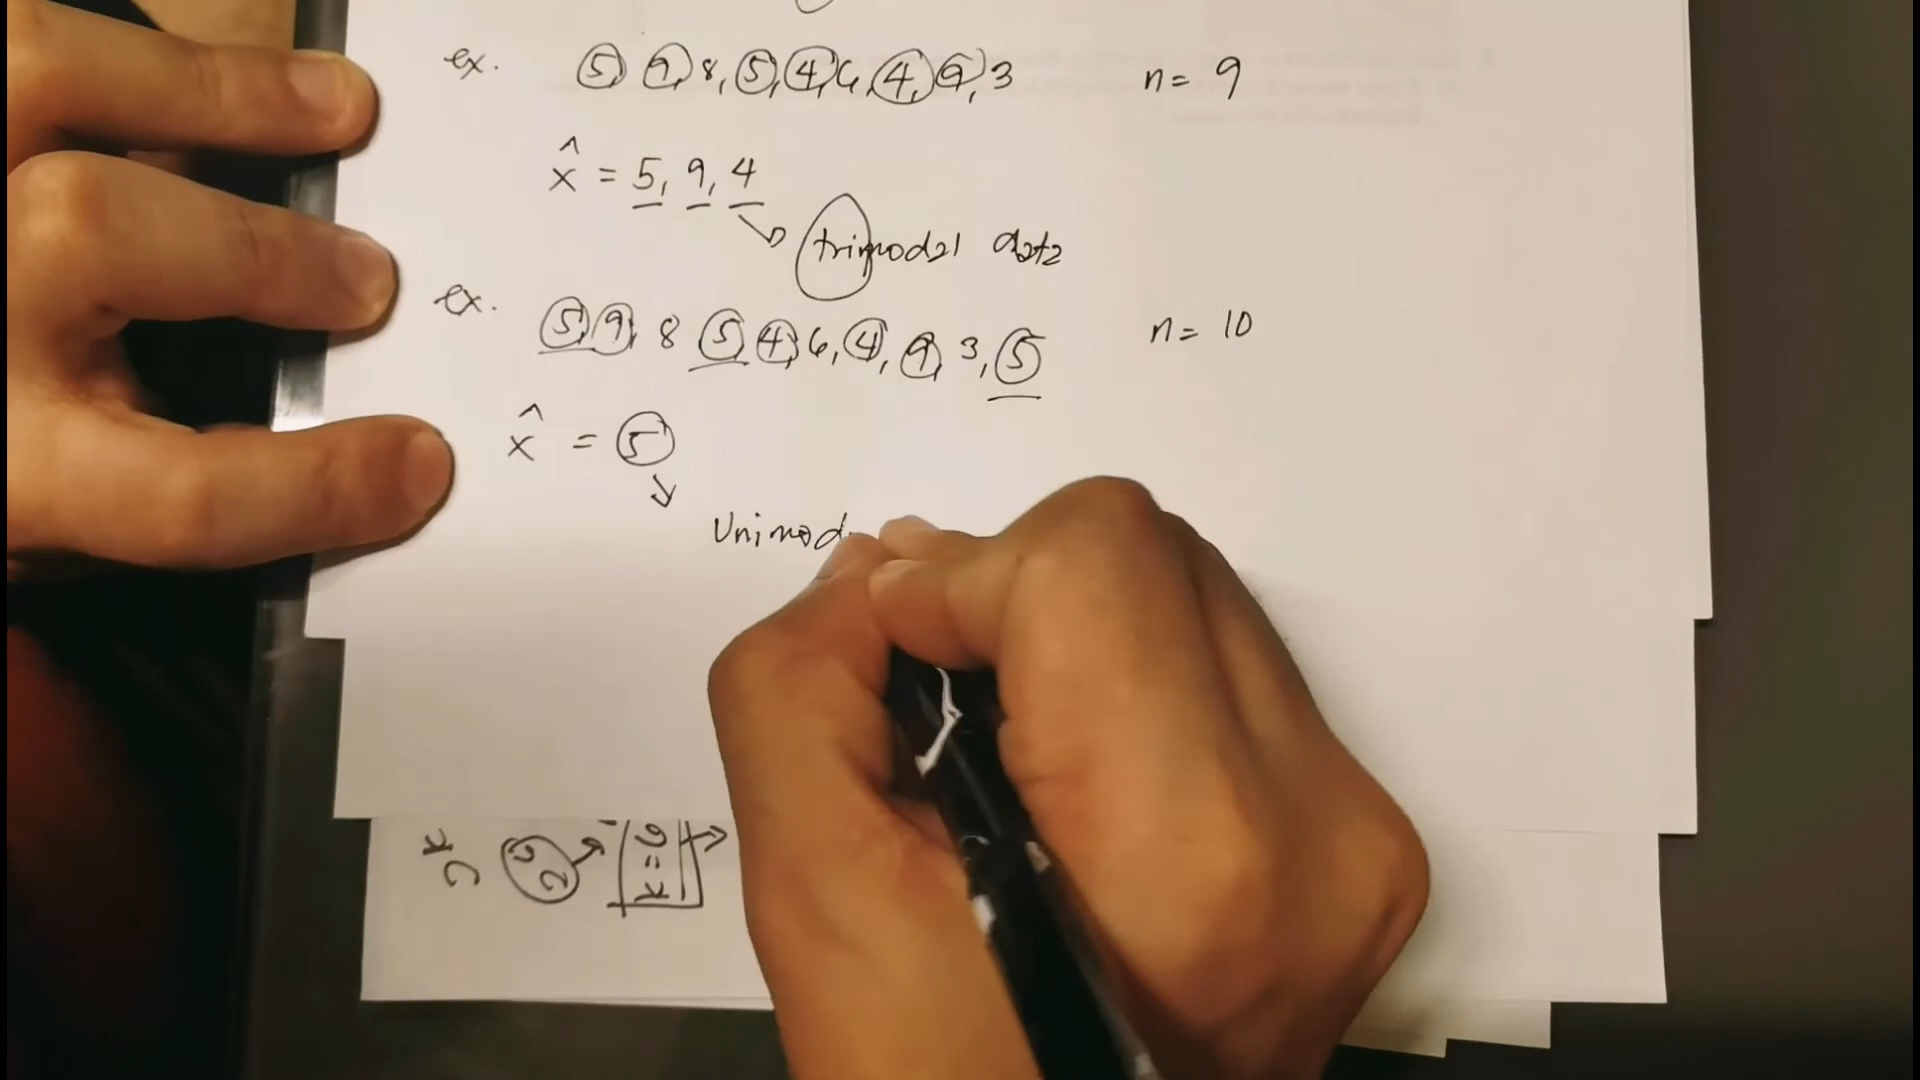 ex. 5, 9, 8, 5, 4, 6, 4, 9, 3 n = 9
x̂ = 5, 9, 4
trimodal data
ex. 5, 9, 8 5, 4, 6, 4, 9, 3, 5 n = 10
x̂ = 5
Unimod